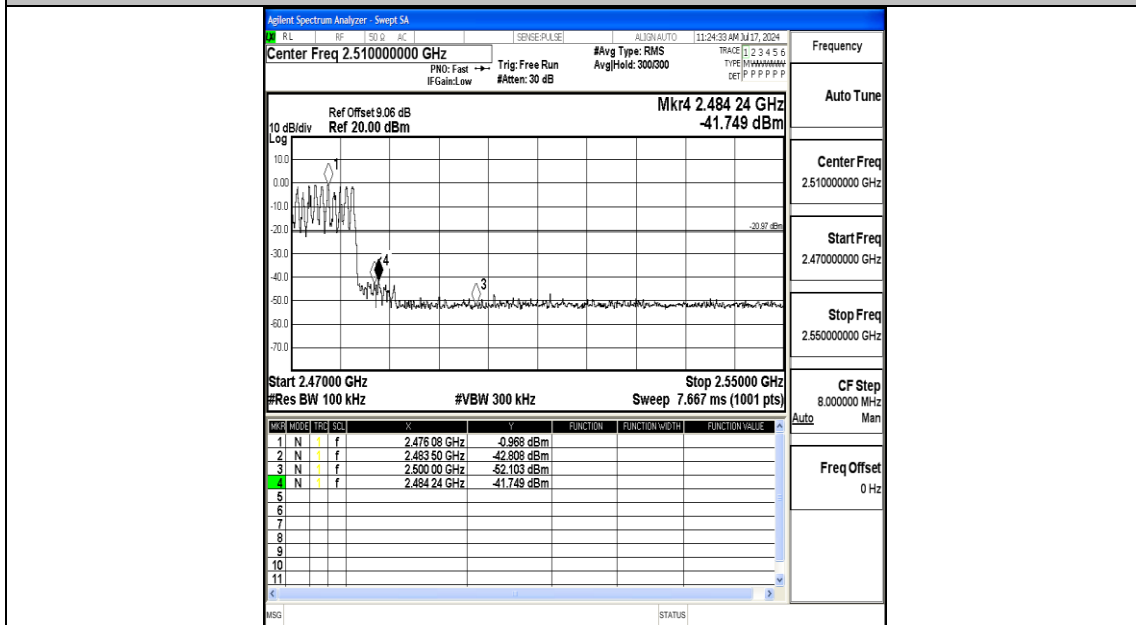 Agilent Spectrum Analyzer - Swept SA
LXI RL RF 50 Ω AC SENSE:PULSE ALIGN AUTO 11:24:33 AM Jul 17, 2024
Center Freq 2.510000000 GHz
PNO: Fast
IFGain:Low
Trig: Free Run
#Atten: 30 dB
#Avg Type: RMS
Avg|Hold: 300/300
TRACE 1 2 3 4 5 6
TYPE M
DET P P P P P P
Mkr4 2.484 24 GHz
-41.749 dBm
Ref Offset 9.06 dB
10 dB/div Ref 20.00 dBm
Log
10.0
0.00
-10.0
-20.0
-30.0
-40.0
-50.0
-60.0
-70.0
1
4
3
-20.97 dBm
Start 2.47000 GHz Stop 2.55000 GHz
#Res BW 100 kHz #VBW 300 kHz Sweep 7.667 ms (1001 pts)
MKR MODE TRC SCL X Y FUNCTION FUNCTION WIDTH FUNCTION VALUE
1 N 1 f 2.476 08 GHz -0.968 dBm
2 N 1 f 2.483 50 GHz -42.808 dBm
3 N 1 f 2.500 00 GHz -52.103 dBm
4 N 1 f 2.484 24 GHz -41.749 dBm
5
6
7
8
9
10
11
MSG STATUS
Frequency
Auto Tune
Center Freq
2.510000000 GHz
Start Freq
2.470000000 GHz
Stop Freq
2.550000000 GHz
CF Step
8.000000 MHz
Auto Man
Freq Offset
0 Hz